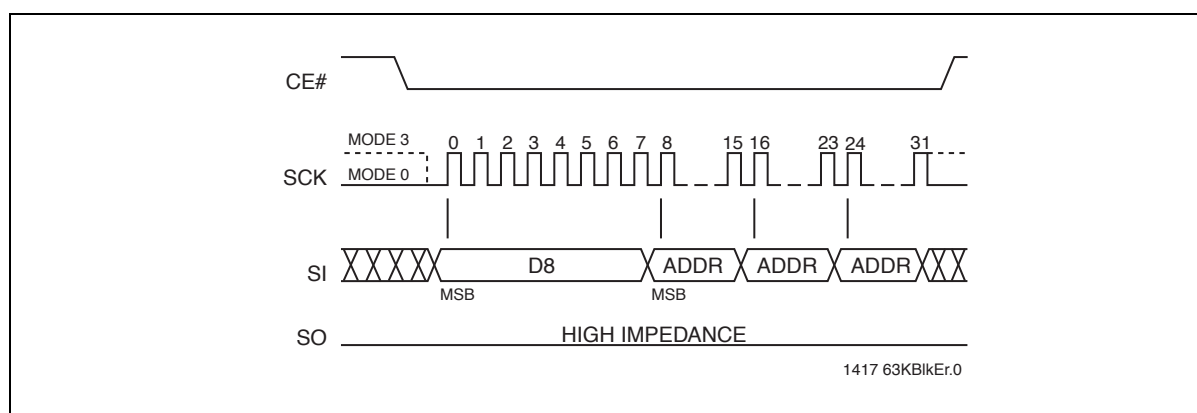 CE#
MODE 3
0 1 2 3 4 5 6 7 8 15 16 23 24 31
SCK MODE 0
SI D8 ADDR ADDR ADDR
MSB MSB
SO HIGH IMPEDANCE
1417 63KBlkEr.0